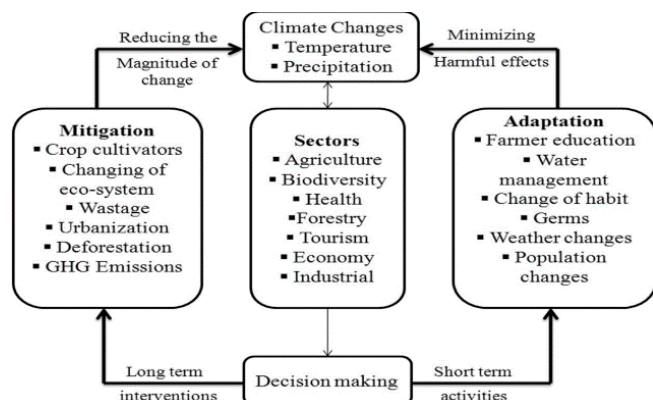 Climate Changes
▪ Temperature
▪ Precipitation
Reducing the
Magnitude of
change
Minimizing
Harmful effects
Mitigation
▪ Crop cultivators
▪ Changing of
eco-system
▪ Wastage
▪ Urbanization
▪ Deforestation
▪ GHG Emissions
Sectors
▪ Agriculture
▪ Biodiversity
▪ Health
▪ Forestry
▪ Tourism
▪ Economy
▪ Industrial
Adaptation
▪ Farmer education
▪ Water
management
▪ Change of habit
▪ Germs
▪ Weather changes
▪ Population
changes
Long term
interventions
Decision making
Short term
activities